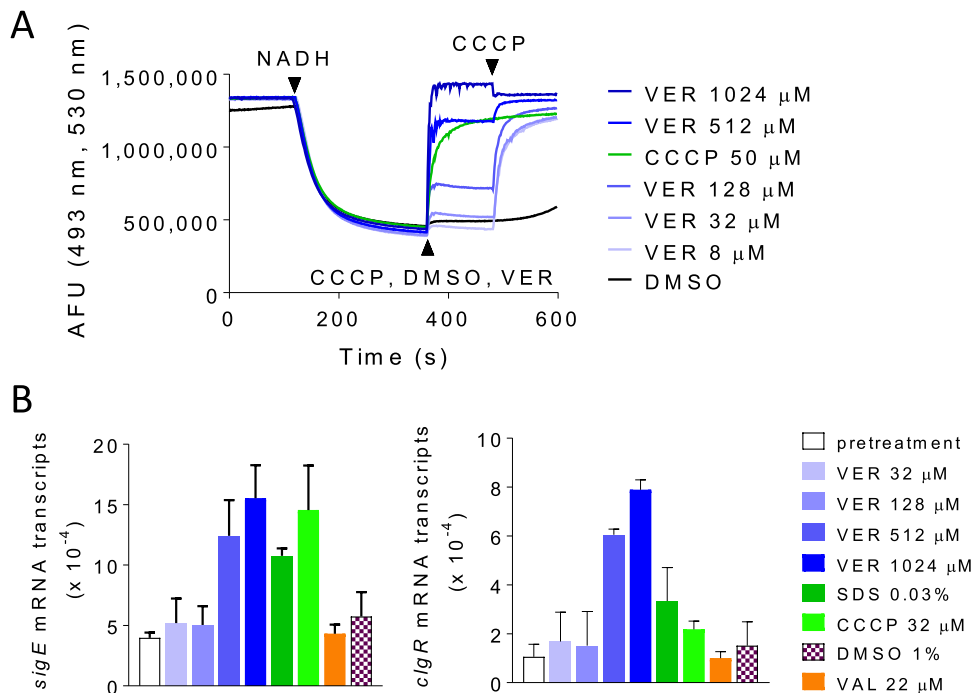 A
NADH
CCCP
1,500,000
1,000,000
500,000
0
AFU (493 nm, 530 nm)
CCCP, DMSO, VER
0
200
400
600
Time (s)
VER 1024 μM
VER 512 μM
CCCP 50 μM
VER 128 μM
VER 32 μM
VER 8 μM
DMSO
B
sigE mRNA transcripts
(x 10-4)
20
15
10
5
0
clgR mRNA transcripts
(x 10-4)
10
8
6
4
2
0
pretreatment
VER 32 μM
VER 128 μM
VER 512 μM
VER 1024 μM
SDS 0.03%
CCCP 32 μM
DMSO 1%
VAL 22 μM